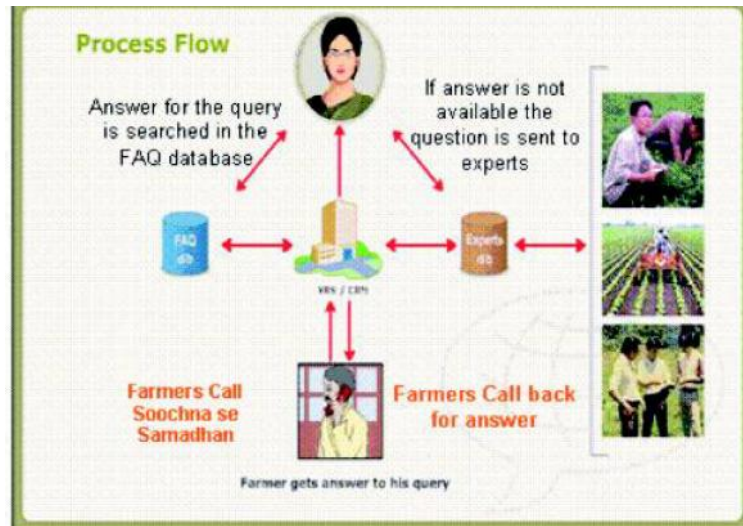 Process Flow
Answer for the query
is searched in the
FAQ database
If answer is not
available the
question is sent to
experts
FAQ
db
Experts
db
/ CRM
Farmers Call
Soochna se
Samadhan
Farmers Call back
for answer
Farmer gets answer to his query